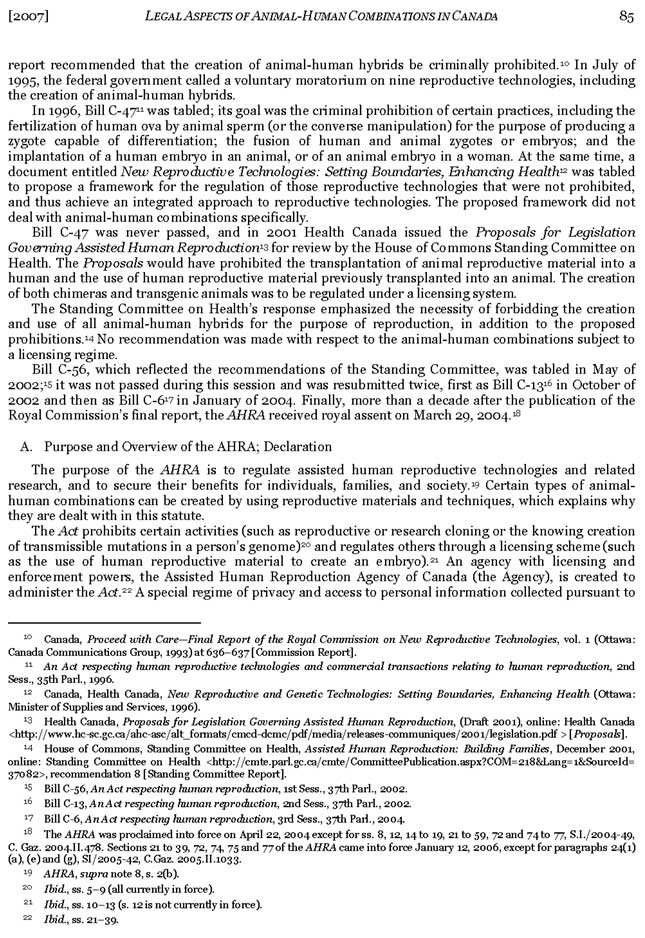 [2007] LEGAL ASPECTS OF ANIMAL-HUMAN COMBINATIONS IN CANADA 85
report recommended that the creation of animal-human hybrids be criminally prohibited.10 In July of
1995, the federal government called a voluntary moratorium on nine reproductive technologies, including
the creation of animal-human hybrids.
In 1996, Bill C-4711 was tabled; its goal was the criminal prohibition of certain practices, including the
fertilization of human ova by animal sperm (or the converse manipulation) for the purpose of producing a
zygote capable of differentiation; the fusion of human and animal zygotes or embryos; and the
implantation of a human embryo in an animal, or of an animal embryo in a woman. At the same time, a
document entitled New Reproductive Technologies: Setting Boundaries, Enhancing Health12 was tabled
to propose a framework for the regulation of those reproductive technologies that were not prohibited,
and thus achieve an integrated approach to reproductive technologies. The proposed framework did not
deal with animal-human combinations specifically.
Bill C-47 was never passed, and in 2001 Health Canada issued the Proposals for Legislation
Governing Assisted Human Reproduction13 for review by the House of Commons Standing Committee on
Health. The Proposals would have prohibited the transplantation of animal reproductive material into a
human and the use of human reproductive material previously transplanted into an animal. The creation
of both chimeras and transgenic animals was to be regulated under a licensing system.
The Standing Committee on Health's response emphasized the necessity of forbidding the creation
and use of all animal-human hybrids for the purpose of reproduction, in addition to the proposed
prohibitions.14 No recommendation was made with respect to the animal-human combinations subject to
a licensing regime.
Bill C-56, which reflected the recommendations of the Standing Committee, was tabled in May of
2002;15 it was not passed during this session and was resubmitted twice, first as Bill C-1316 in October of
2002 and then as Bill C-617 in January of 2004. Finally, more than a decade after the publication of the
Royal Commission's final report, the AHRA received royal assent on March 29, 2004.18
A. Purpose and Overview of the AHRA; Declaration
The purpose of the AHRA is to regulate assisted human reproductive technologies and related
research, and to secure their benefits for individuals, families, and society.19 Certain types of animal-
human combinations can be created by using reproductive materials and techniques, which explains why
they are dealt with in this statute.
The Act prohibits certain activities (such as reproductive or research cloning or the knowing creation
of transmissible mutations in a person's genome)20 and regulates others through a licensing scheme (such
as the use of human reproductive material to create an embryo).21 An agency with licensing and
enforcement powers, the Assisted Human Reproduction Agency of Canada (the Agency), is created to
administer the Act.22 A special regime of privacy and access to personal information collected pursuant to
10 Canada, Proceed with Care—Final Report of the Royal Commission on New Reproductive Technologies, vol. 1 (Ottawa:
Canada Communications Group, 1993) at 636–637 [Commission Report].
11 An Act respecting human reproductive technologies and commercial transactions relating to human reproduction, 2nd
Sess., 35th Parl., 1996.
12 Canada, Health Canada, New Reproductive and Genetic Technologies: Setting Boundaries, Enhancing Health (Ottawa:
Minister of Supplies and Services, 1996).
13 Health Canada, Proposals for Legislation Governing Assisted Human Reproduction, (Draft 2001), online: Health Canada
<http://www.hc-sc.gc.ca/ahc-asc/alt_formats/cmcd-dcmc/pdf/media/releases-communiques/2001/legislation.pdf > [Proposals].
14 House of Commons, Standing Committee on Health, Assisted Human Reproduction: Building Families, December 2001,
online: Standing Committee on Health <http://cmte.parl.gc.ca/cmte/CommitteePublication.aspx?COM=218&Lang=1&SourceId=
37082>, recommendation 8 [Standing Committee Report].
15 Bill C-56, An Act respecting human reproduction, 1st Sess., 37th Parl., 2002.
16 Bill C-13, An Act respecting human reproduction, 2nd Sess., 37th Parl., 2002.
17 Bill C-6, An Act respecting human reproduction, 3rd Sess., 37th Parl., 2004.
18 The AHRA was proclaimed into force on April 22, 2004 except for ss. 8, 12, 14 to 19, 21 to 59, 72 and 74 to 77, S.I./2004-49,
C. Gaz. 2004.II.478. Sections 21 to 39, 72, 74, 75 and 77 of the AHRA came into force January 12, 2006, except for paragraphs 24(1)
(a), (e) and (g), SI/2005-42, C.Gaz. 2005.II.1033.
19 AHRA, supra note 8, s. 2(b).
20 Ibid., ss. 5–9 (all currently in force).
21 Ibid., ss. 10–13 (s. 12 is not currently in force).
22 Ibid., ss. 21–39.